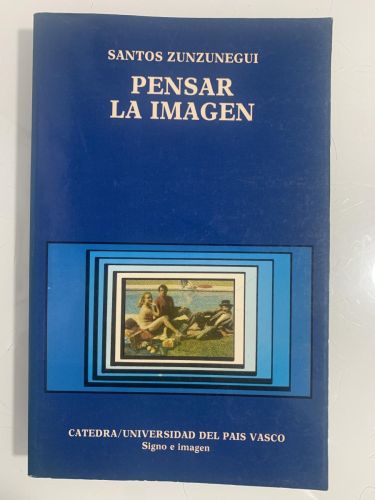 SANTOS ZUNZUNEGUI
PENSAR
LA IMAGEN
CATEDRA/UNIVERSIDAD DEL PAIS VASCO
Signo e imagen